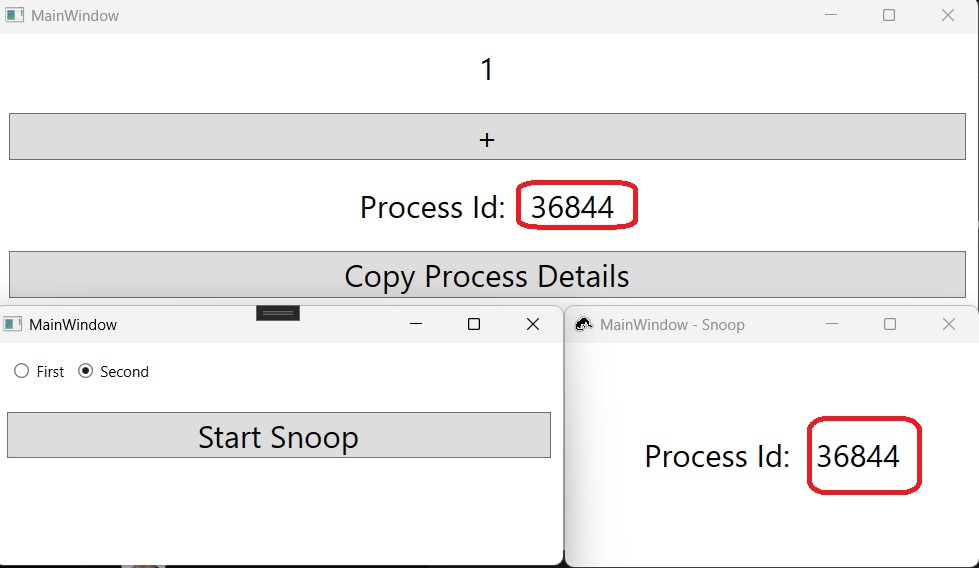 MainWindow
1
+
Process Id: 36844
Copy Process Details
MainWindow
First Second
Start Snoop
MainWindow - Snoop
Process Id: 36844